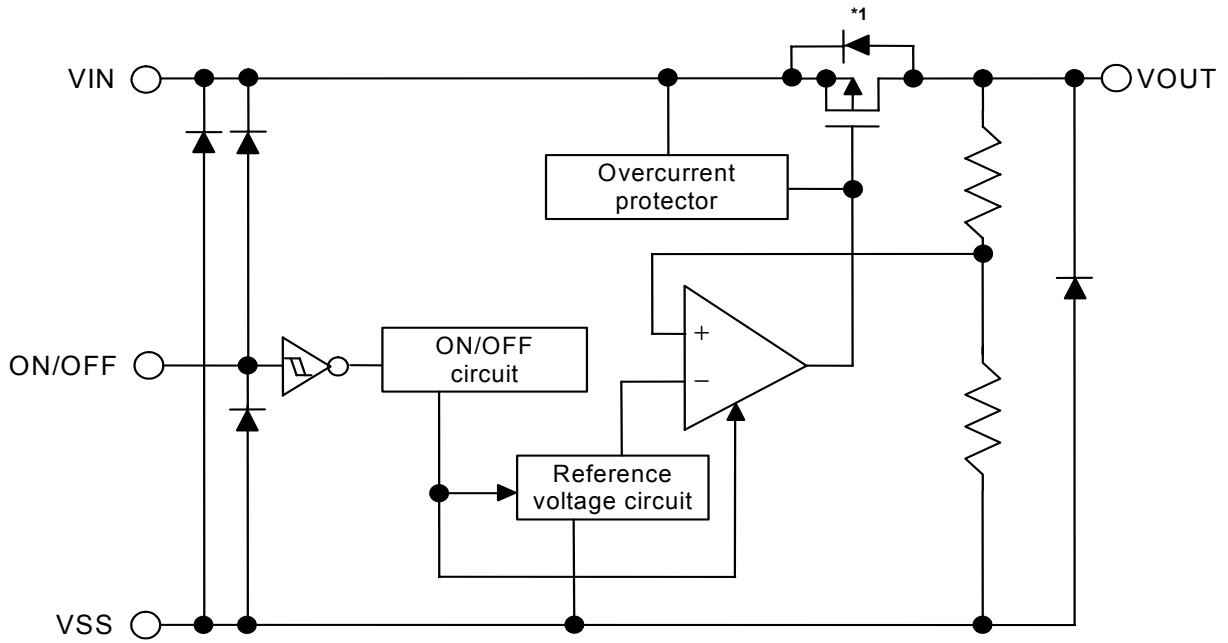 *1
VIN
VOUT
Overcurrent
protector
ON/OFF
ON/OFF
circuit
+
−
Reference
voltage circuit
VSS